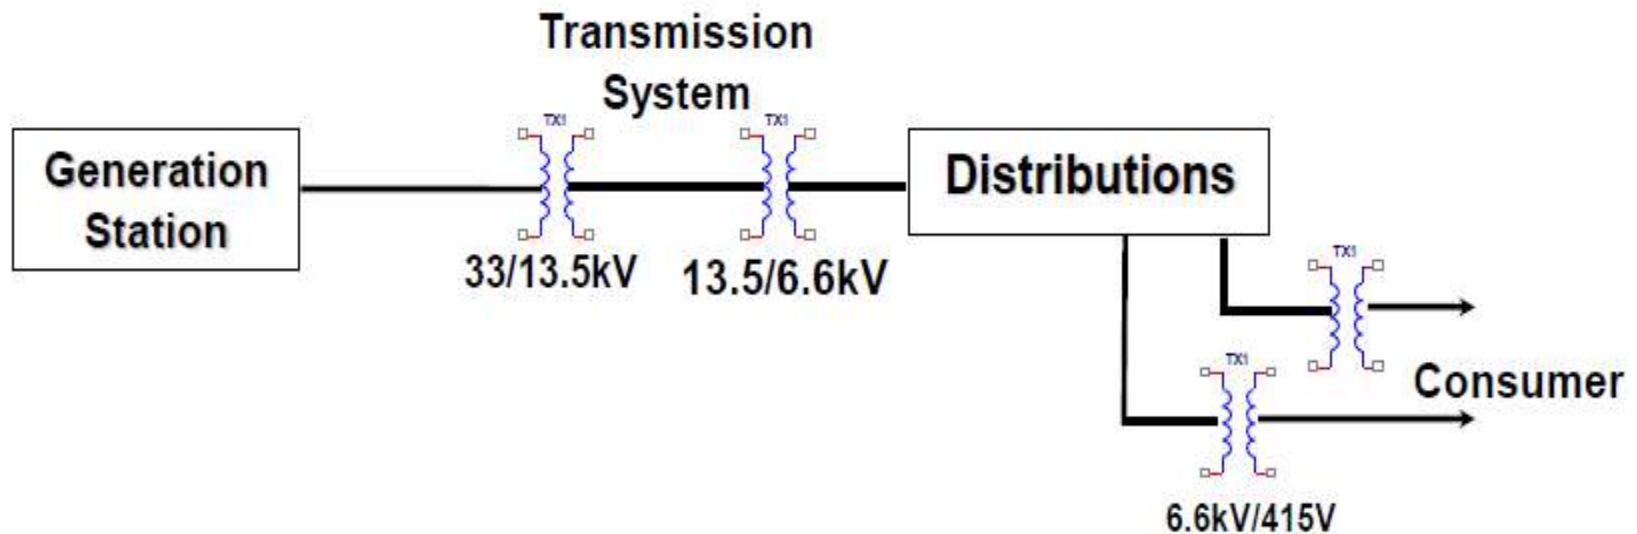 Transmission
System
TX1
TX1
Generation
Station
Distributions
33/13.5kV
13.5/6.6kV
TX1
TX1
Consumer
6.6kV/415V